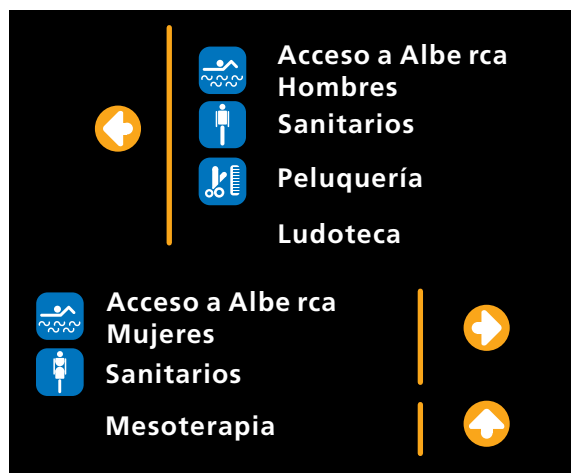 Acceso a Albe rca
Hombres
Sanitarios
Peluquería
Ludoteca
Acceso a Albe rca
Mujeres
Sanitarios
Mesoterapia